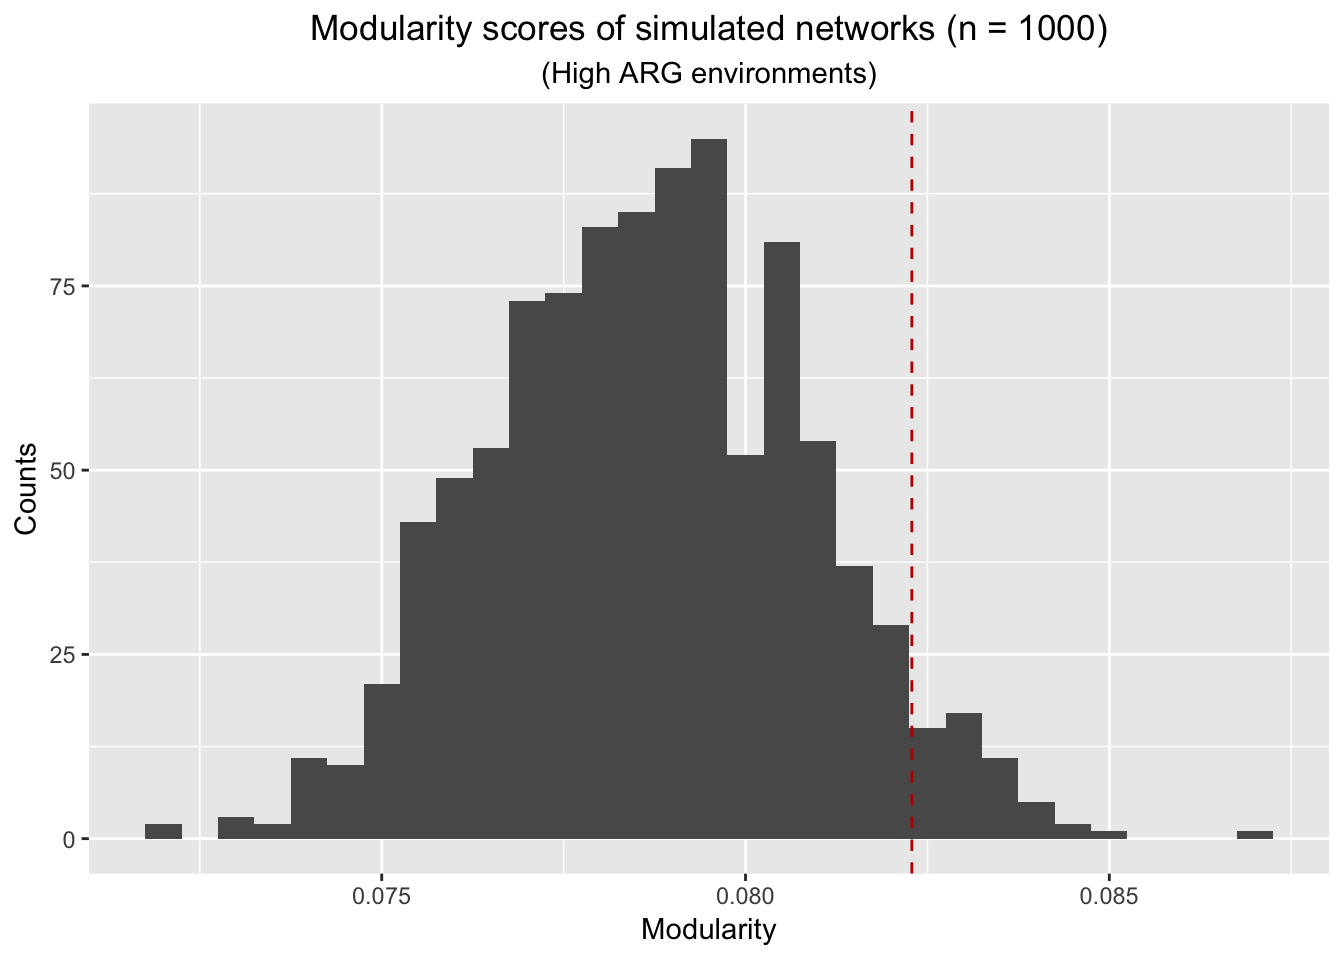 Modularity scores of simulated networks (n = 1000)
(High ARG environments)
Counts
75
50
25
0
0.075 0.080 0.085
Modularity